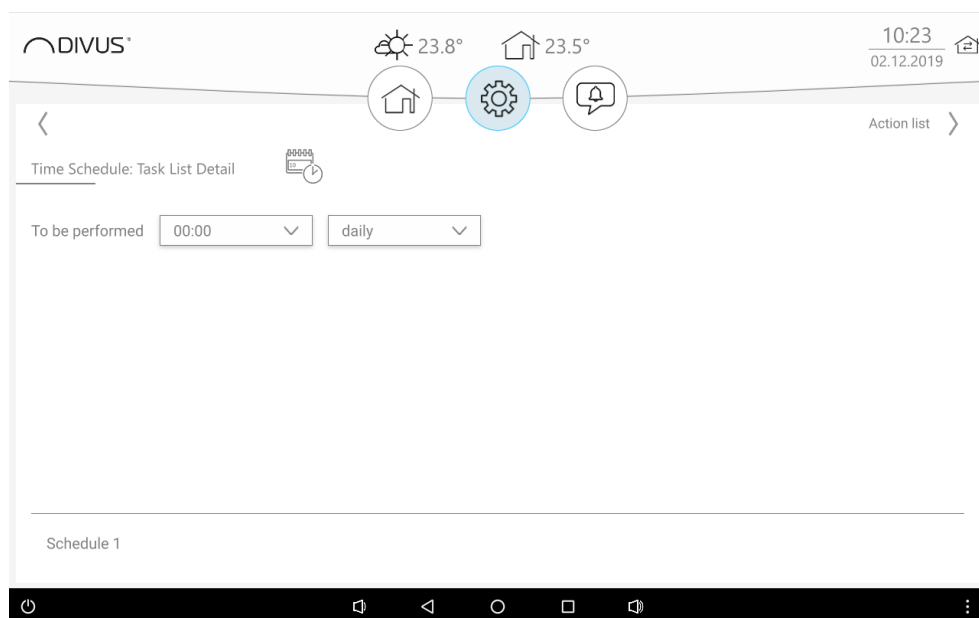 DIVUS
23.8°
23.5°
10:23
02.12.2019
Action list
Time Schedule: Task List Detail
10
To be performed 00:00 daily
Schedule 1